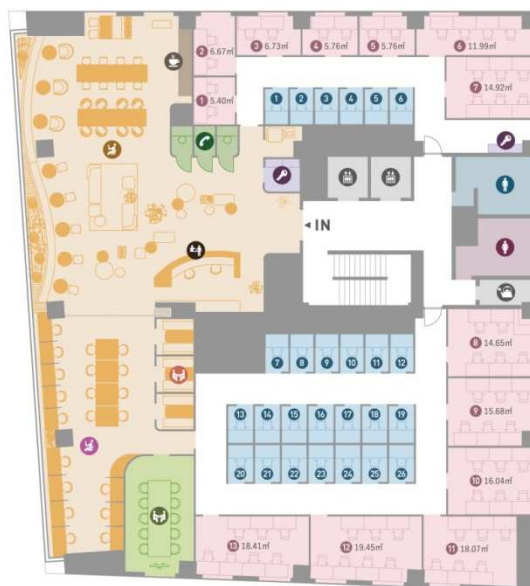 2 6.67㎡
3 6.73㎡
4 5.76㎡
5 5.76㎡
6 11.99㎡
1 5.40㎡
7 14.92㎡
1 2 3 4 5 6
IN
7 8 9 10 11 12
8 14.65㎡
9 15.68㎡
13 14 15 16 17 18 19
20 21 22 23 24 25 26
10 16.04㎡
13 18.41㎡
12 19.45㎡
11 18.07㎡